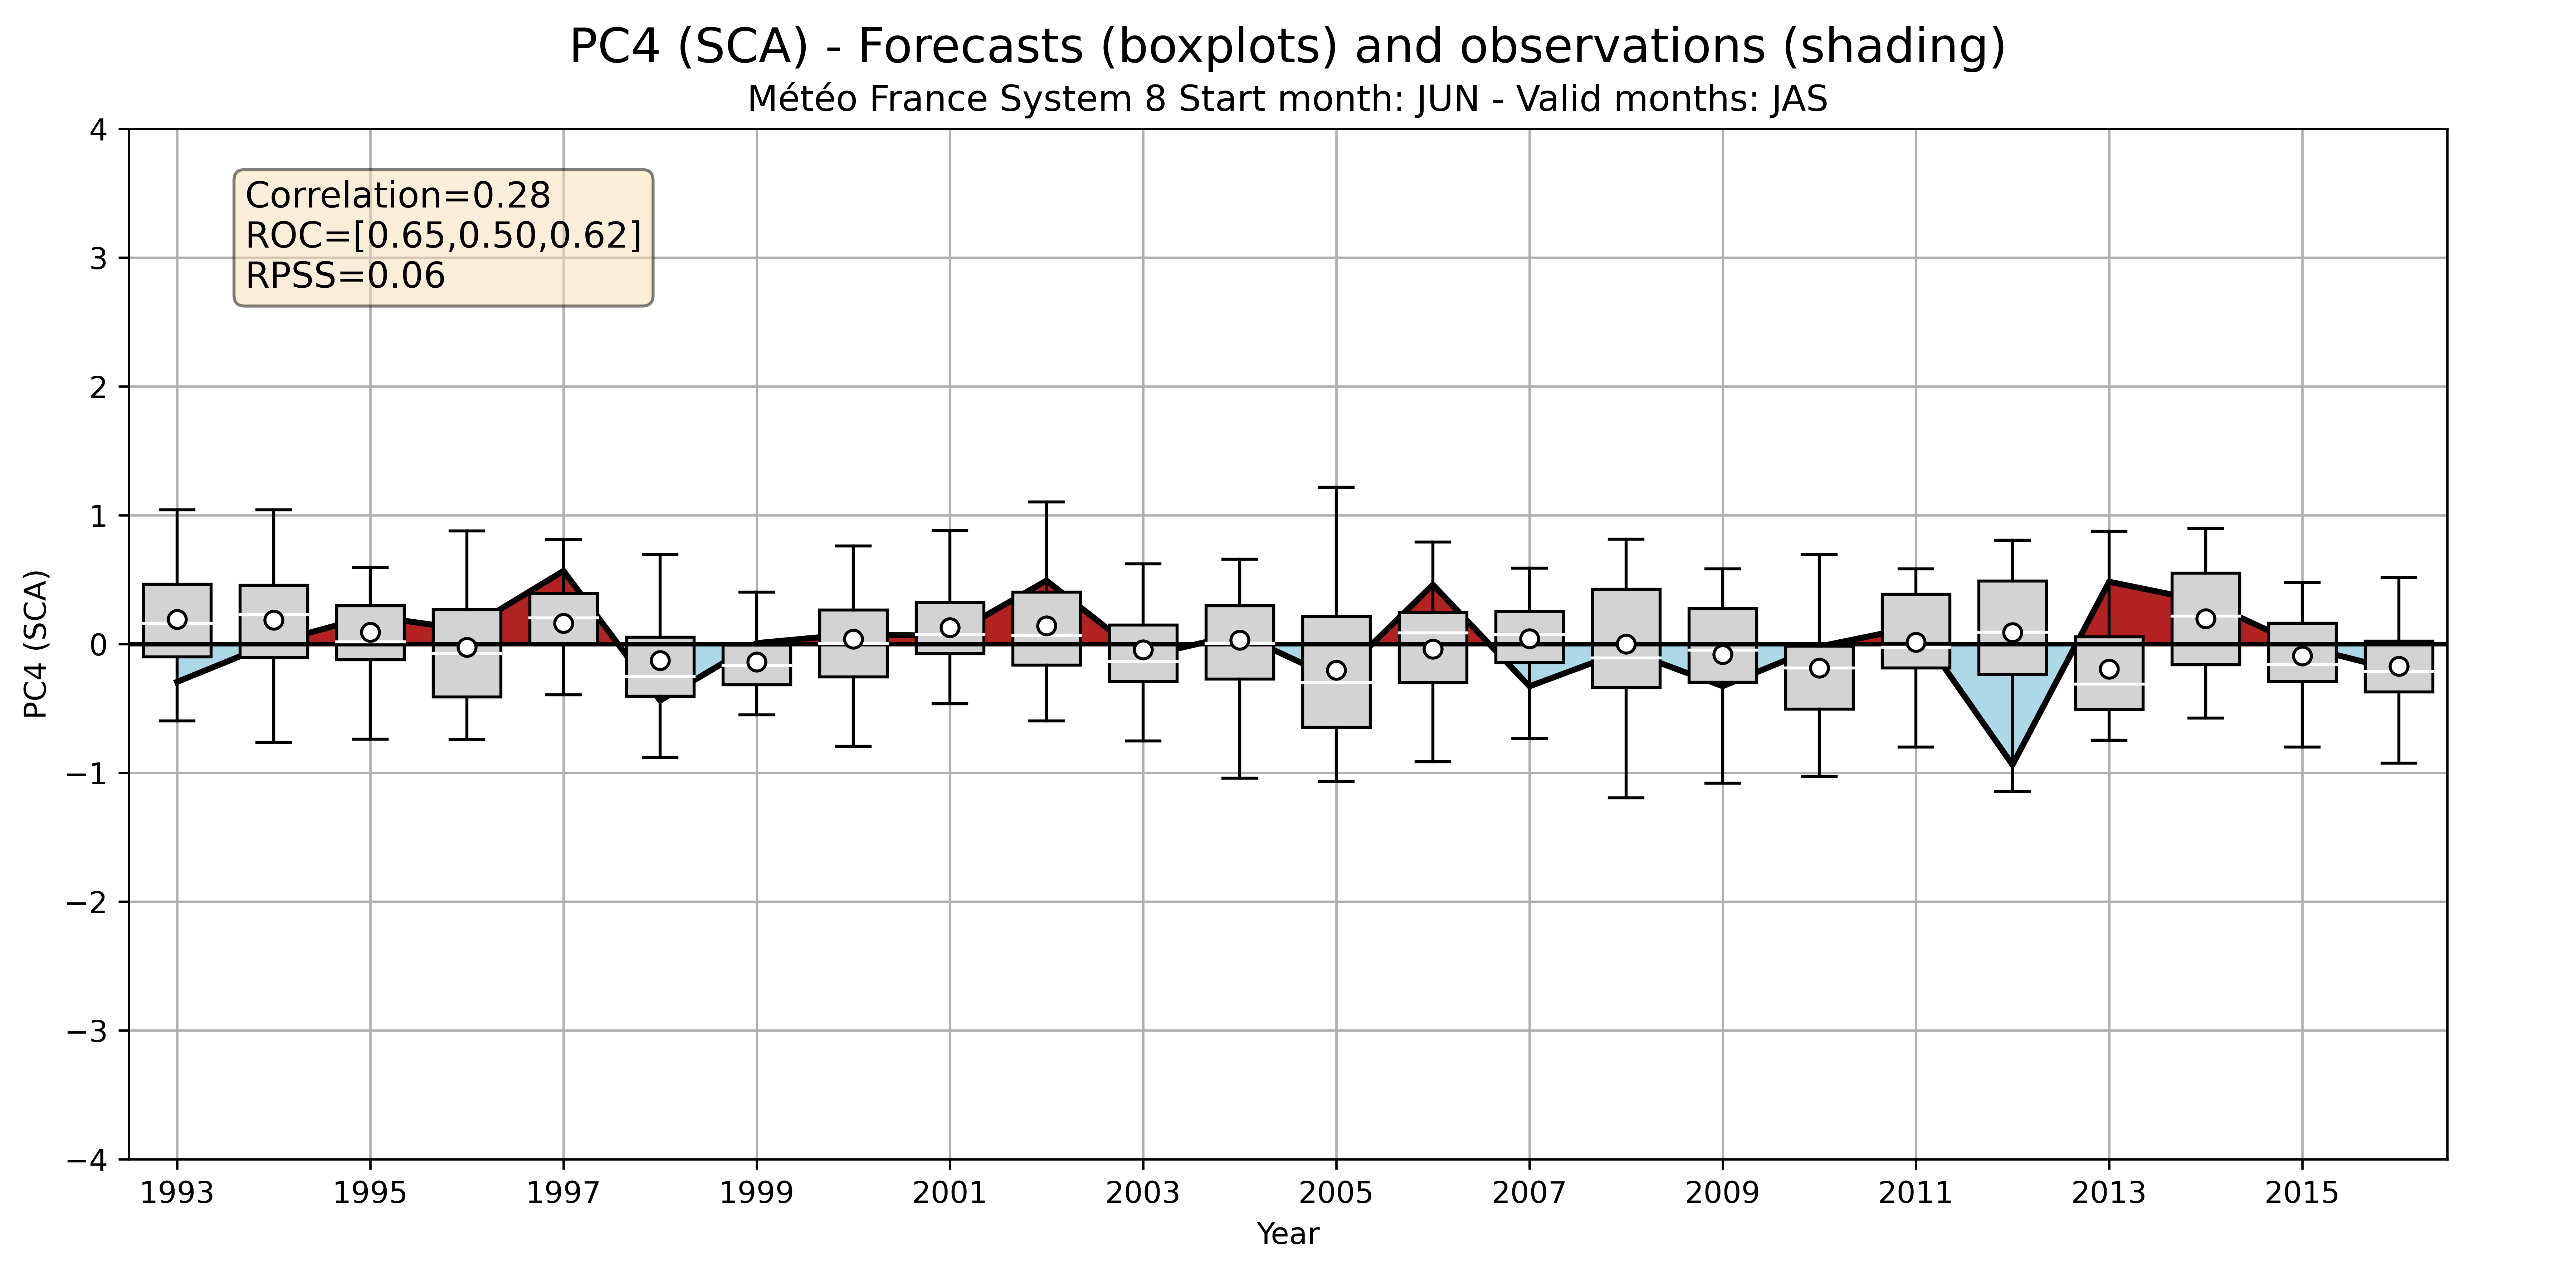 PC4 (SCA) - Forecasts (boxplots) and observations (shading)
Météo France System 8 Start month: JUN - Valid months: JAS
Correlation=0.28
ROC=[0.65,0.50,0.62]
RPSS=0.06
PC4 (SCA)
4
3
2
1
0
−1
−2
−3
−4
1993 1995 1997 1999 2001 2003 2005 2007 2009 2011 2013 2015
Year